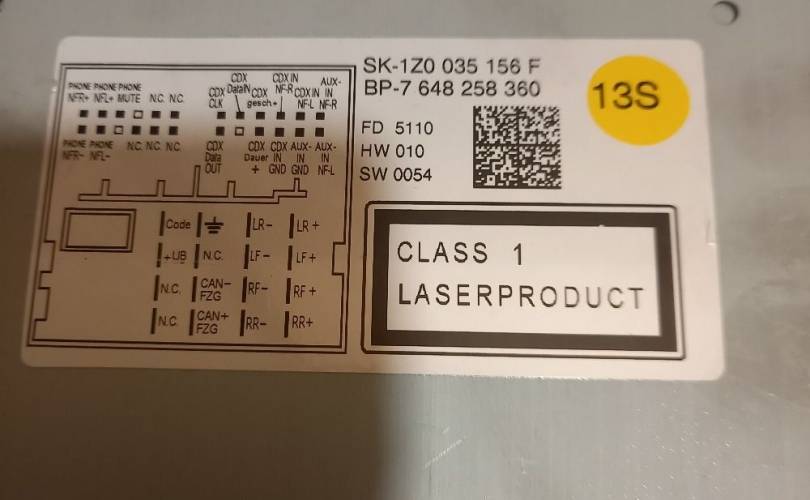 SK-1Z0 035 156 F
BP-7 648 258 360
13S
FD 5110
HW 010
SW 0054
CLASS 1
LASERPRODUCT
PHONE PHONE PHONE
NFR+ NFL+ MUTE N.C. N.C.
PHONE PHONE
NFR- NFL- N.C. N.C. N.C.
CDX CLK
CDX DataIN
CDX gesch+
CDX IN NF-R
CDX IN NF-L
AUX-IN NF-R
CDX Data OUT
CDX Dauer +
CDX IN GND
AUX-IN GND
AUX-IN NF-L
Code LR- LR+
+UB N.C. LF- LF+
N.C. CAN-FZG RF- RF+
N.C. CAN+FZG RR- RR+